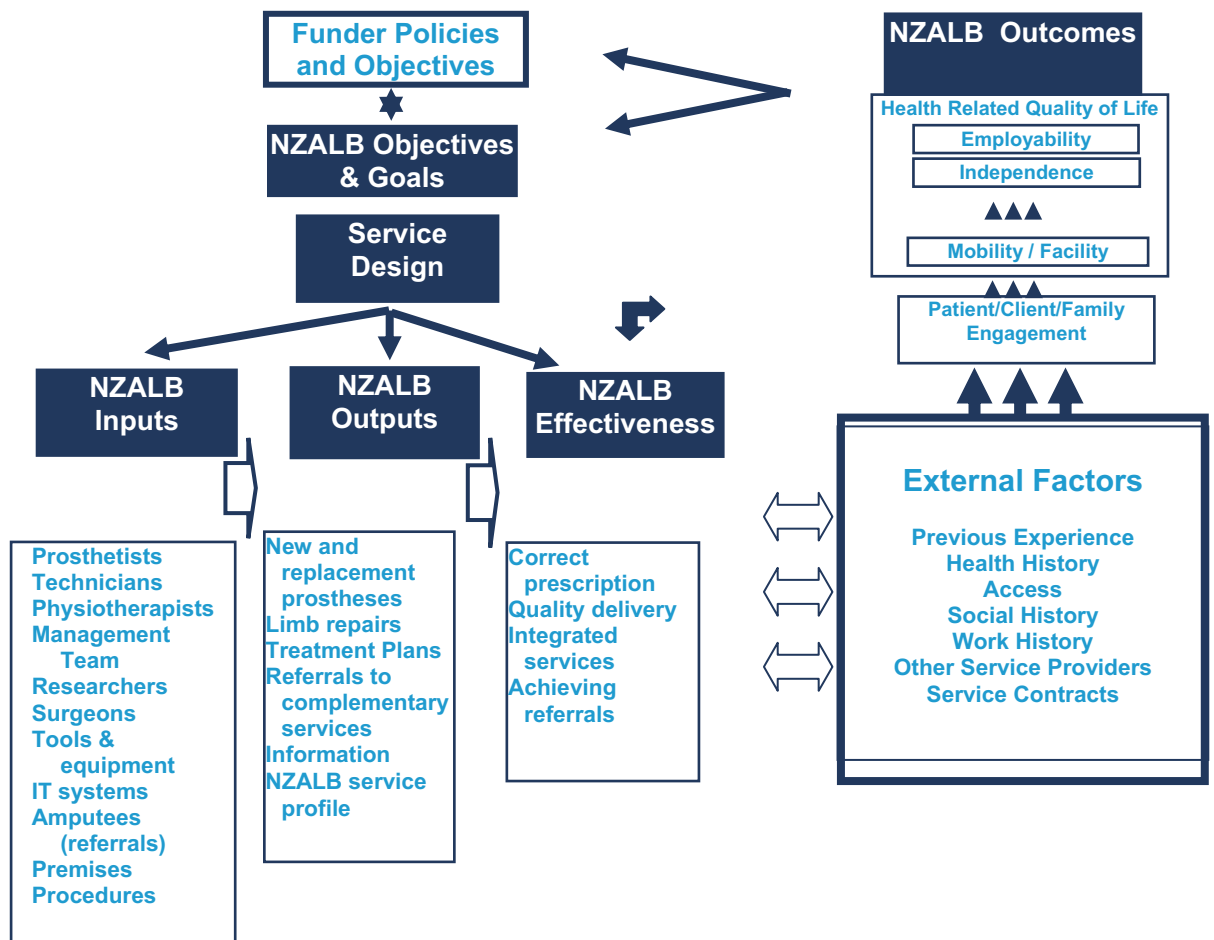 Funder Policies
and Objectives
NZALB Objectives
& Goals
Service
Design
NZALB
Inputs
NZALB
Outputs
NZALB
Effectiveness
Prosthetists
Technicians
Physiotherapists
Management
Team
Researchers
Surgeons
Tools &
equipment
IT systems
Amputees
(referrals)
Premises
Procedures
New and
replacement
prostheses
Limb repairs
Treatment Plans
Referrals to
complementary
services
Information
NZALB service
profile
Correct
prescription
Quality delivery
Integrated
services
Achieving
referrals
NZALB Outcomes
Health Related Quality of Life
Employability
Independence
Mobility / Facility
Patient/Client/Family
Engagement
External Factors
Previous Experience
Health History
Access
Social History
Work History
Other Service Providers
Service Contracts